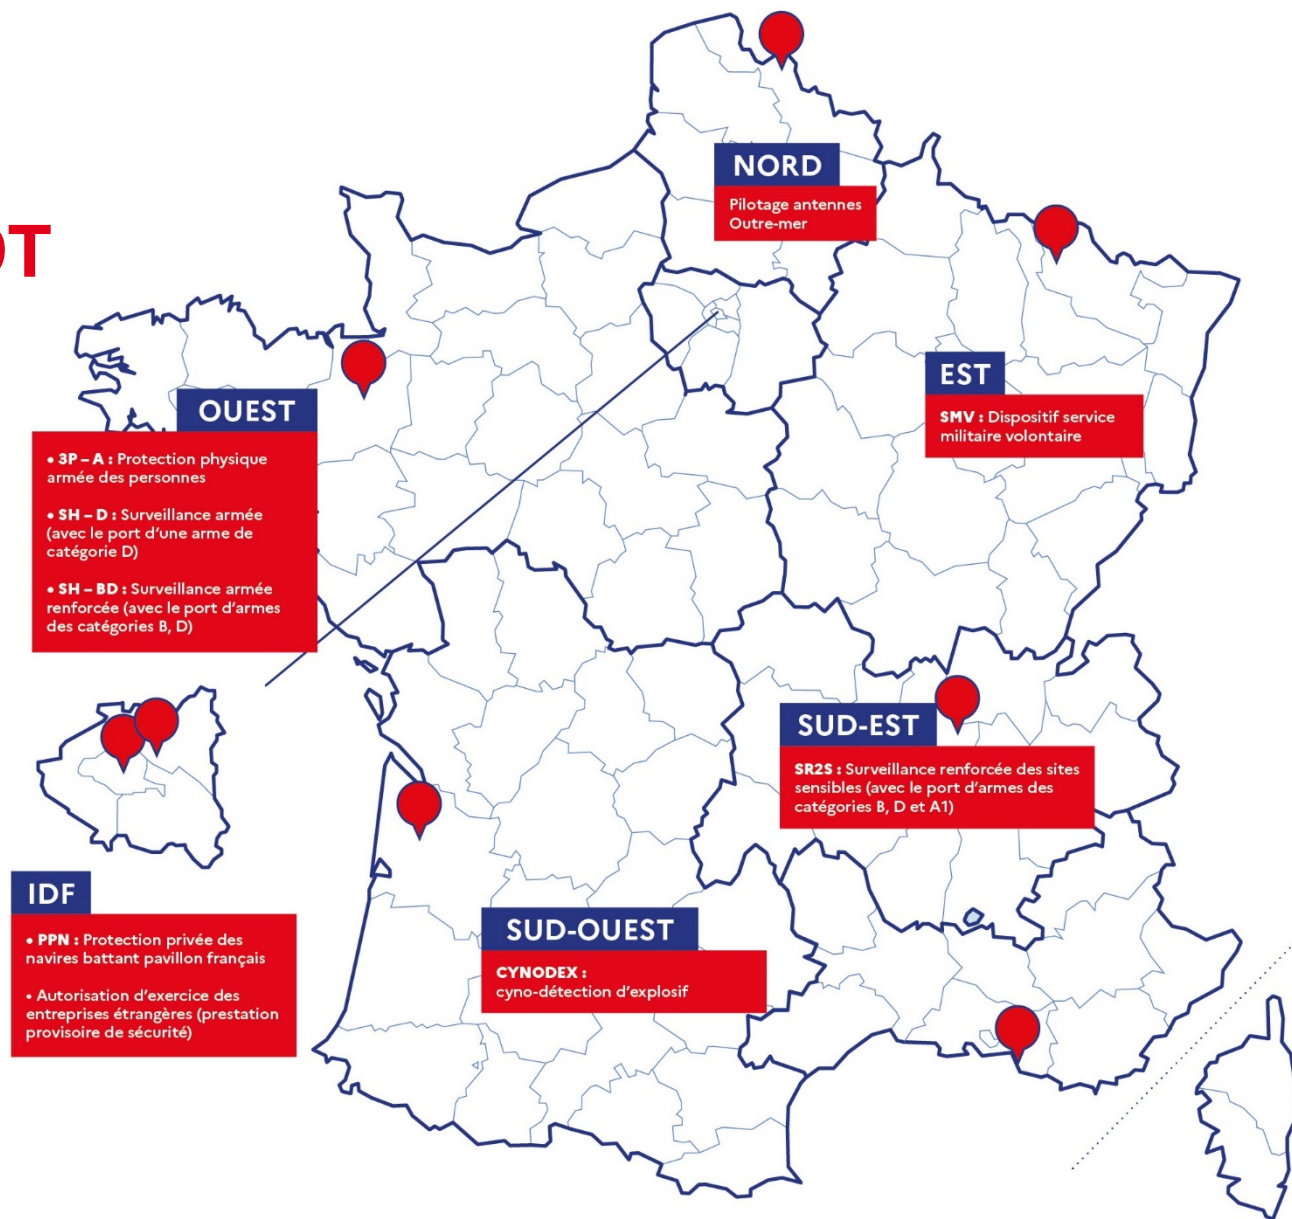 OT
NORD
Pilotage antennes
Outre-mer
EST
SMV : Dispositif service
militaire volontaire
OUEST
• 3P – A : Protection physique
armée des personnes
• SH – D : Surveillance armée
(avec le port d’une arme de
catégorie D)
• SH – BD : Surveillance armée
renforcée (avec le port d’armes
des catégories B, D)
SUD-EST
SR2S : Surveillance renforcée des sites
sensibles (avec le port d’armes des
catégories B, D et A1)
IDF
• PPN : Protection privée des
navires battant pavillon français
• Autorisation d’exercice des
entreprises étrangères (prestation
provisoire de sécurité)
SUD-OUEST
CYNODEX :
cyno-détection d’explosif